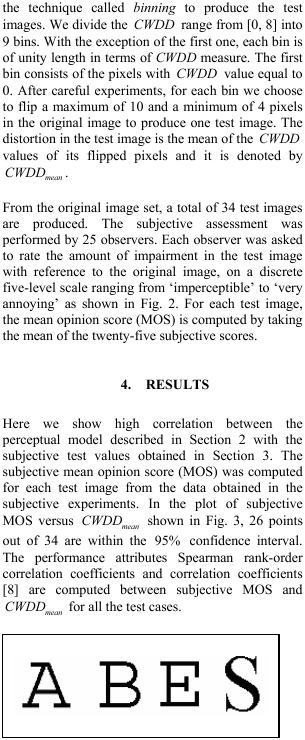 the technique called binning to produce the test
images. We divide the CWDD range from [0, 8] into
9 bins. With the exception of the first one, each bin is
of unity length in terms of CWDD measure. The first
bin consists of the pixels with CWDD value equal to
0. After careful experiments, for each bin we choose
to flip a maximum of 10 and a minimum of 4 pixels
in the original image to produce one test image. The
distortion in the test image is the mean of the CWDD
values of its flipped pixels and it is denoted by
CWDDmean .
From the original image set, a total of 34 test images
are produced. The subjective assessment was
performed by 25 observers. Each observer was asked
to rate the amount of impairment in the test image
with reference to the original image, on a discrete
five-level scale ranging from ‘imperceptible’ to ‘very
annoying’ as shown in Fig. 2. For each test image,
the mean opinion score (MOS) is computed by taking
the mean of the twenty-five subjective scores.
4. RESULTS
Here we show high correlation between the
perceptual model described in Section 2 with the
subjective test values obtained in Section 3. The
subjective mean opinion score (MOS) was computed
for each test image from the data obtained in the
subjective experiments. In the plot of subjective
MOS versus CWDDmean shown in Fig. 3, 26 points
out of 34 are within the 95% confidence interval.
The performance attributes Spearman rank-order
correlation coefficients and correlation coefficients
[8] are computed between subjective MOS and
CWDDmean for all the test cases.
A B E S